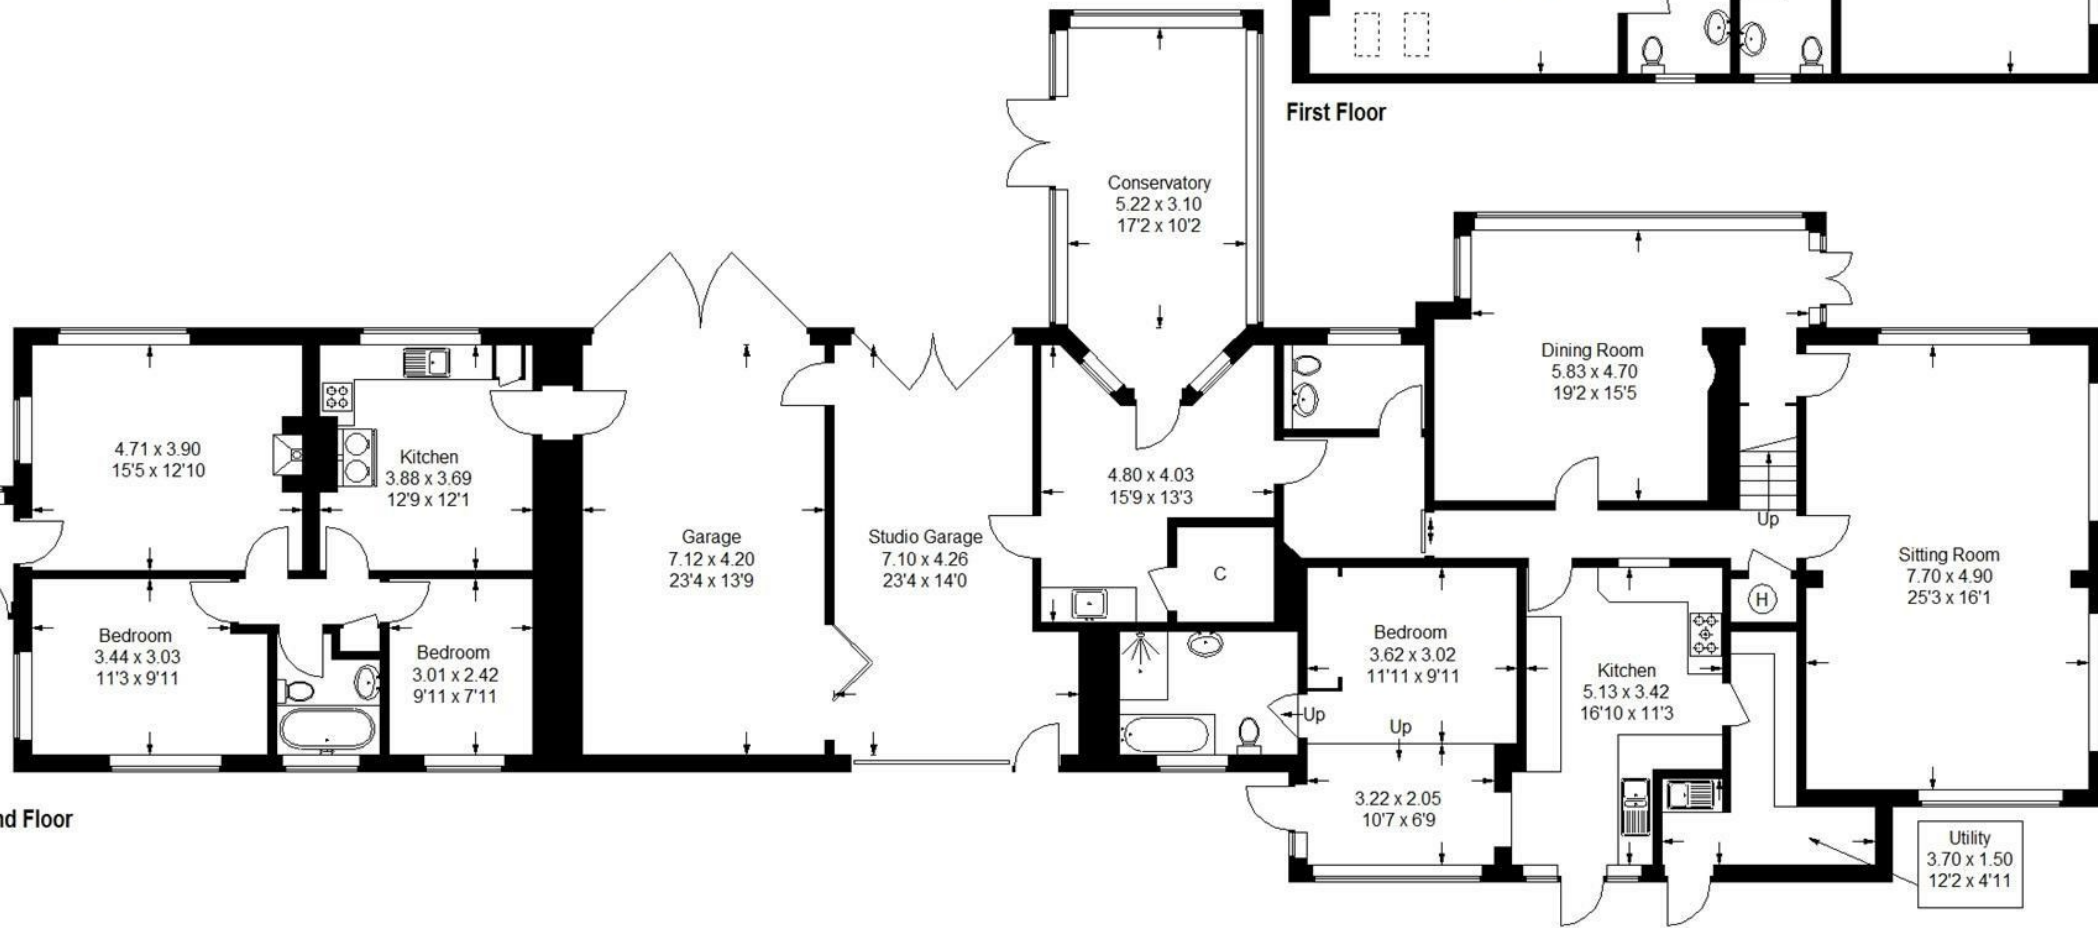 First Floor
Conservatory
5.22 x 3.10
17'2 x 10'2
Dining Room
5.83 x 4.70
19'2 x 15'5
4.71 x 3.90
15'5 x 12'10
Kitchen
3.88 x 3.69
12'9 x 12'1
4.80 x 4.03
15'9 x 13'3
Garage
7.12 x 4.20
23'4 x 13'9
Studio Garage
7.10 x 4.26
23'4 x 14'0
Up
C
Sitting Room
7.70 x 4.90
25'3 x 16'1
H
Bedroom
3.44 x 3.03
11'3 x 9'11
Bedroom
3.01 x 2.42
9'11 x 7'11
Bedroom
3.62 x 3.02
11'11 x 9'11
Kitchen
5.13 x 3.42
16'10 x 11'3
Up
Up
3.22 x 2.05
10'7 x 6'9
nd Floor
Utility
3.70 x 1.50
12'2 x 4'11